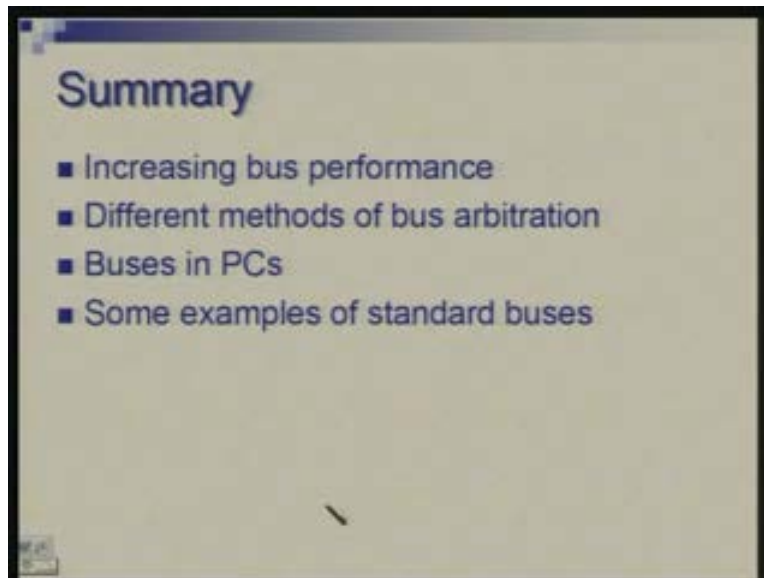 Summary
Increasing bus performance
Different methods of bus arbitration
Buses in PCs
Some examples of standard buses